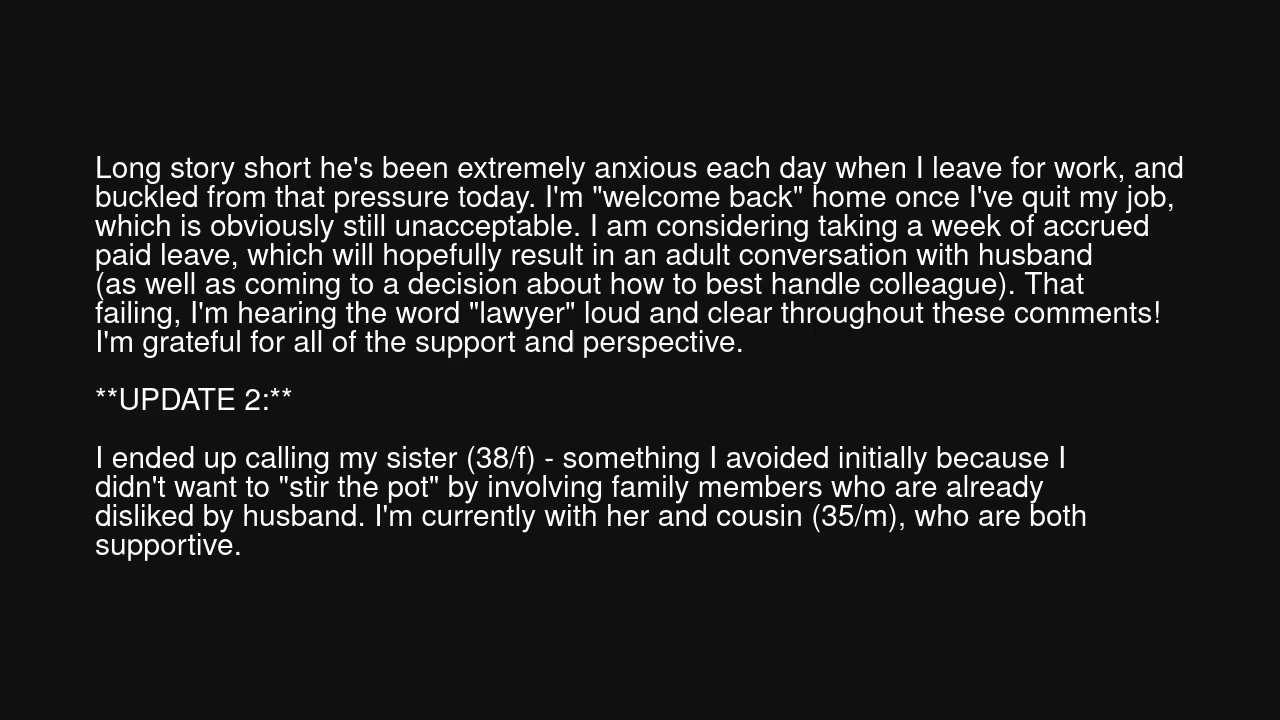 Long story short he's been extremely anxious each day when I leave for work, and
buckled from that pressure today. I'm "welcome back" home once I've quit my job,
which is obviously still unacceptable. I am considering taking a week of accrued
paid leave, which will hopefully result in an adult conversation with husband
(as well as coming to a decision about how to best handle colleague). That
failing, I'm hearing the word "lawyer" loud and clear throughout these comments!
I'm grateful for all of the support and perspective.
**UPDATE 2:**
I ended up calling my sister (38/f) - something I avoided initially because I
didn't want to "stir the pot" by involving family members who are already
disliked by husband. I'm currently with her and cousin (35/m), who are both
supportive.